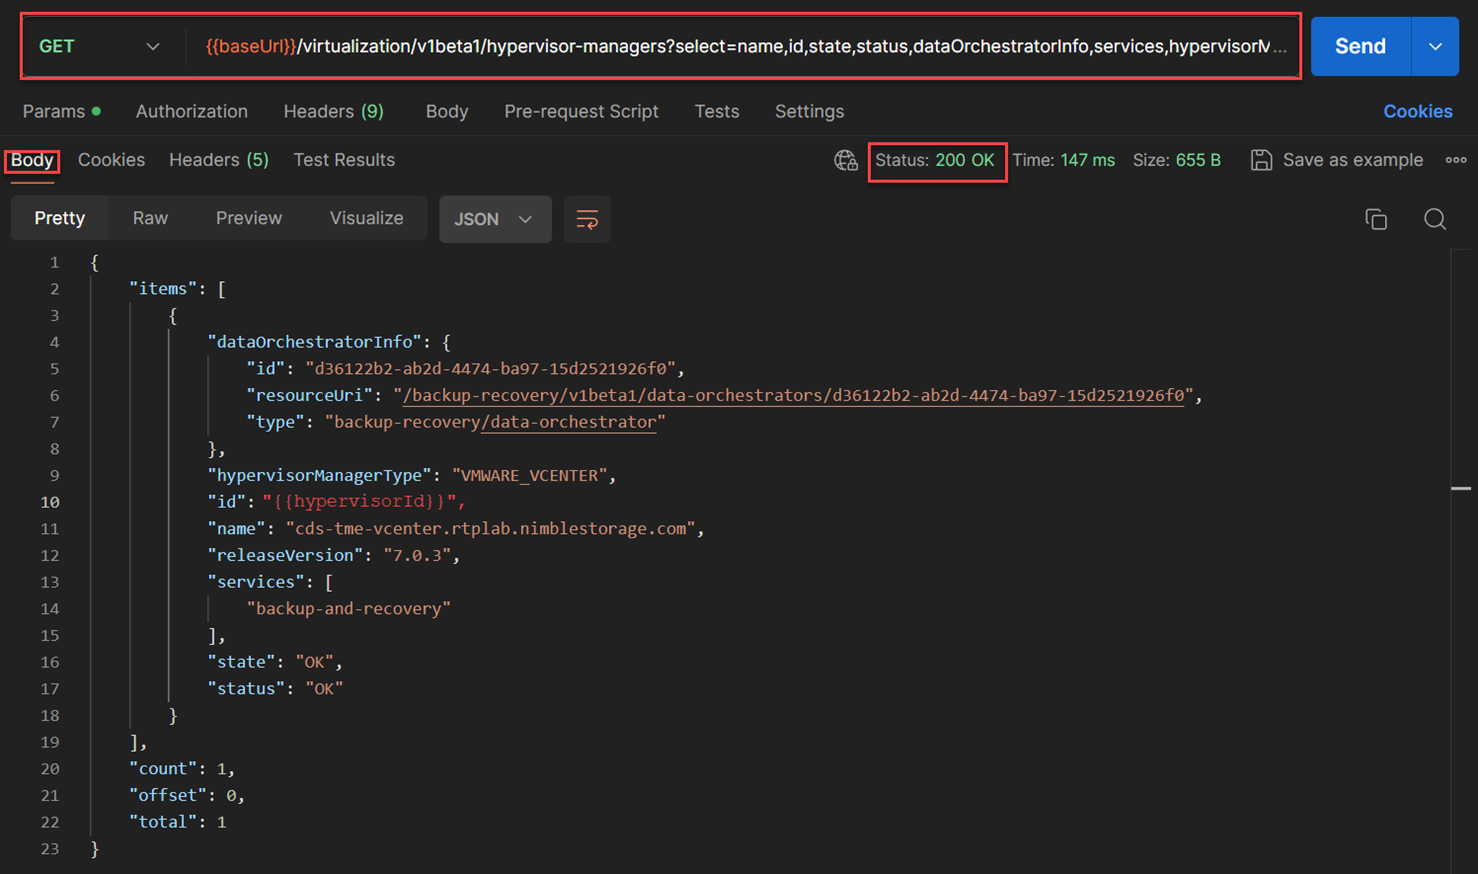 GET {{baseUrl}}/virtualization/v1beta1/hypervisor-managers?select=name,id,state,status,dataOrchestratorInfo,services,hypervisorM... Send
Params Authorization Headers (9) Body Pre-request Script Tests Settings Cookies
Body Cookies Headers (5) Test Results Status: 200 OK Time: 147 ms Size: 655 B Save as example
Pretty Raw Preview Visualize JSON
1 {
2 "items": [
3 {
4 "dataOrchestratorInfo": {
5 "id": "d36122b2-ab2d-4474-ba97-15d2521926f0",
6 "resourceUri": "/backup-recovery/v1beta1/data-orchestrators/d36122b2-ab2d-4474-ba97-15d2521926f0",
7 "type": "backup-recovery/data-orchestrator"
8 },
9 "hypervisorManagerType": "VMWARE_VCENTER",
10 "id": "{{hypervisorId}}",
11 "name": "cds-tme-vcenter.rtplab.nimblestorage.com",
12 "releaseVersion": "7.0.3",
13 "services": [
14 "backup-and-recovery"
15 ],
16 "state": "OK",
17 "status": "OK"
18 }
19 ],
20 "count": 1,
21 "offset": 0,
22 "total": 1
23 }